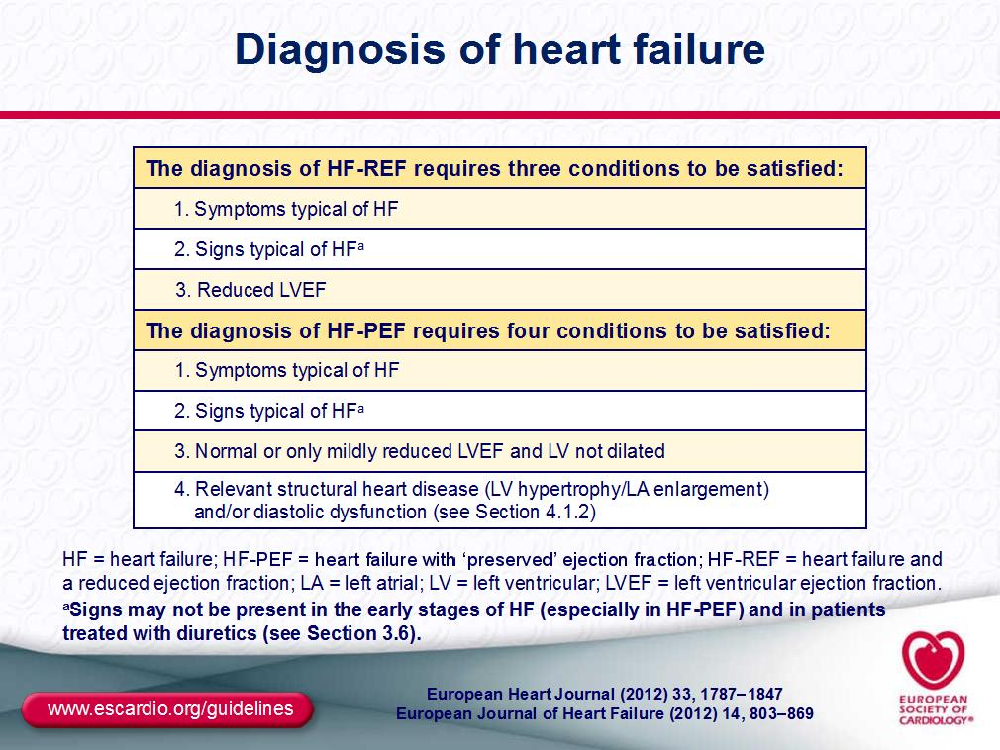 Diagnosis of heart failure
The diagnosis of HF-REF requires three conditions to be satisfied:
1. Symptoms typical of HF
2. Signs typical of HFᵃ
3. Reduced LVEF
The diagnosis of HF-PEF requires four conditions to be satisfied:
1. Symptoms typical of HF
2. Signs typical of HFᵃ
3. Normal or only mildly reduced LVEF and LV not dilated
4. Relevant structural heart disease (LV hypertrophy/LA enlargement)
and/or diastolic dysfunction (see Section 4.1.2)
HF = heart failure; HF-PEF = heart failure with ‘preserved’ ejection fraction; HF-REF = heart failure and
a reduced ejection fraction; LA = left atrial; LV = left ventricular; LVEF = left ventricular ejection fraction.
ᵃSigns may not be present in the early stages of HF (especially in HF-PEF) and in patients
treated with diuretics (see Section 3.6).
www.escardio.org/guidelines
European Heart Journal (2012) 33, 1787–1847
European Journal of Heart Failure (2012) 14, 803–869
EUROPEAN
SOCIETY OF
CARDIOLOGY®